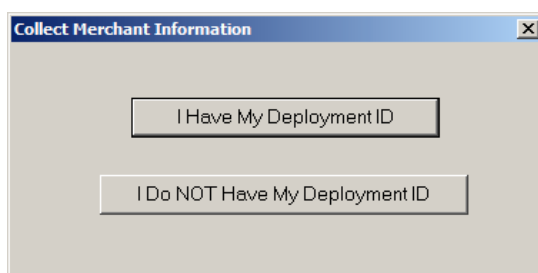 Collect Merchant Information
I Have My Deployment ID
I Do NOT Have My Deployment ID